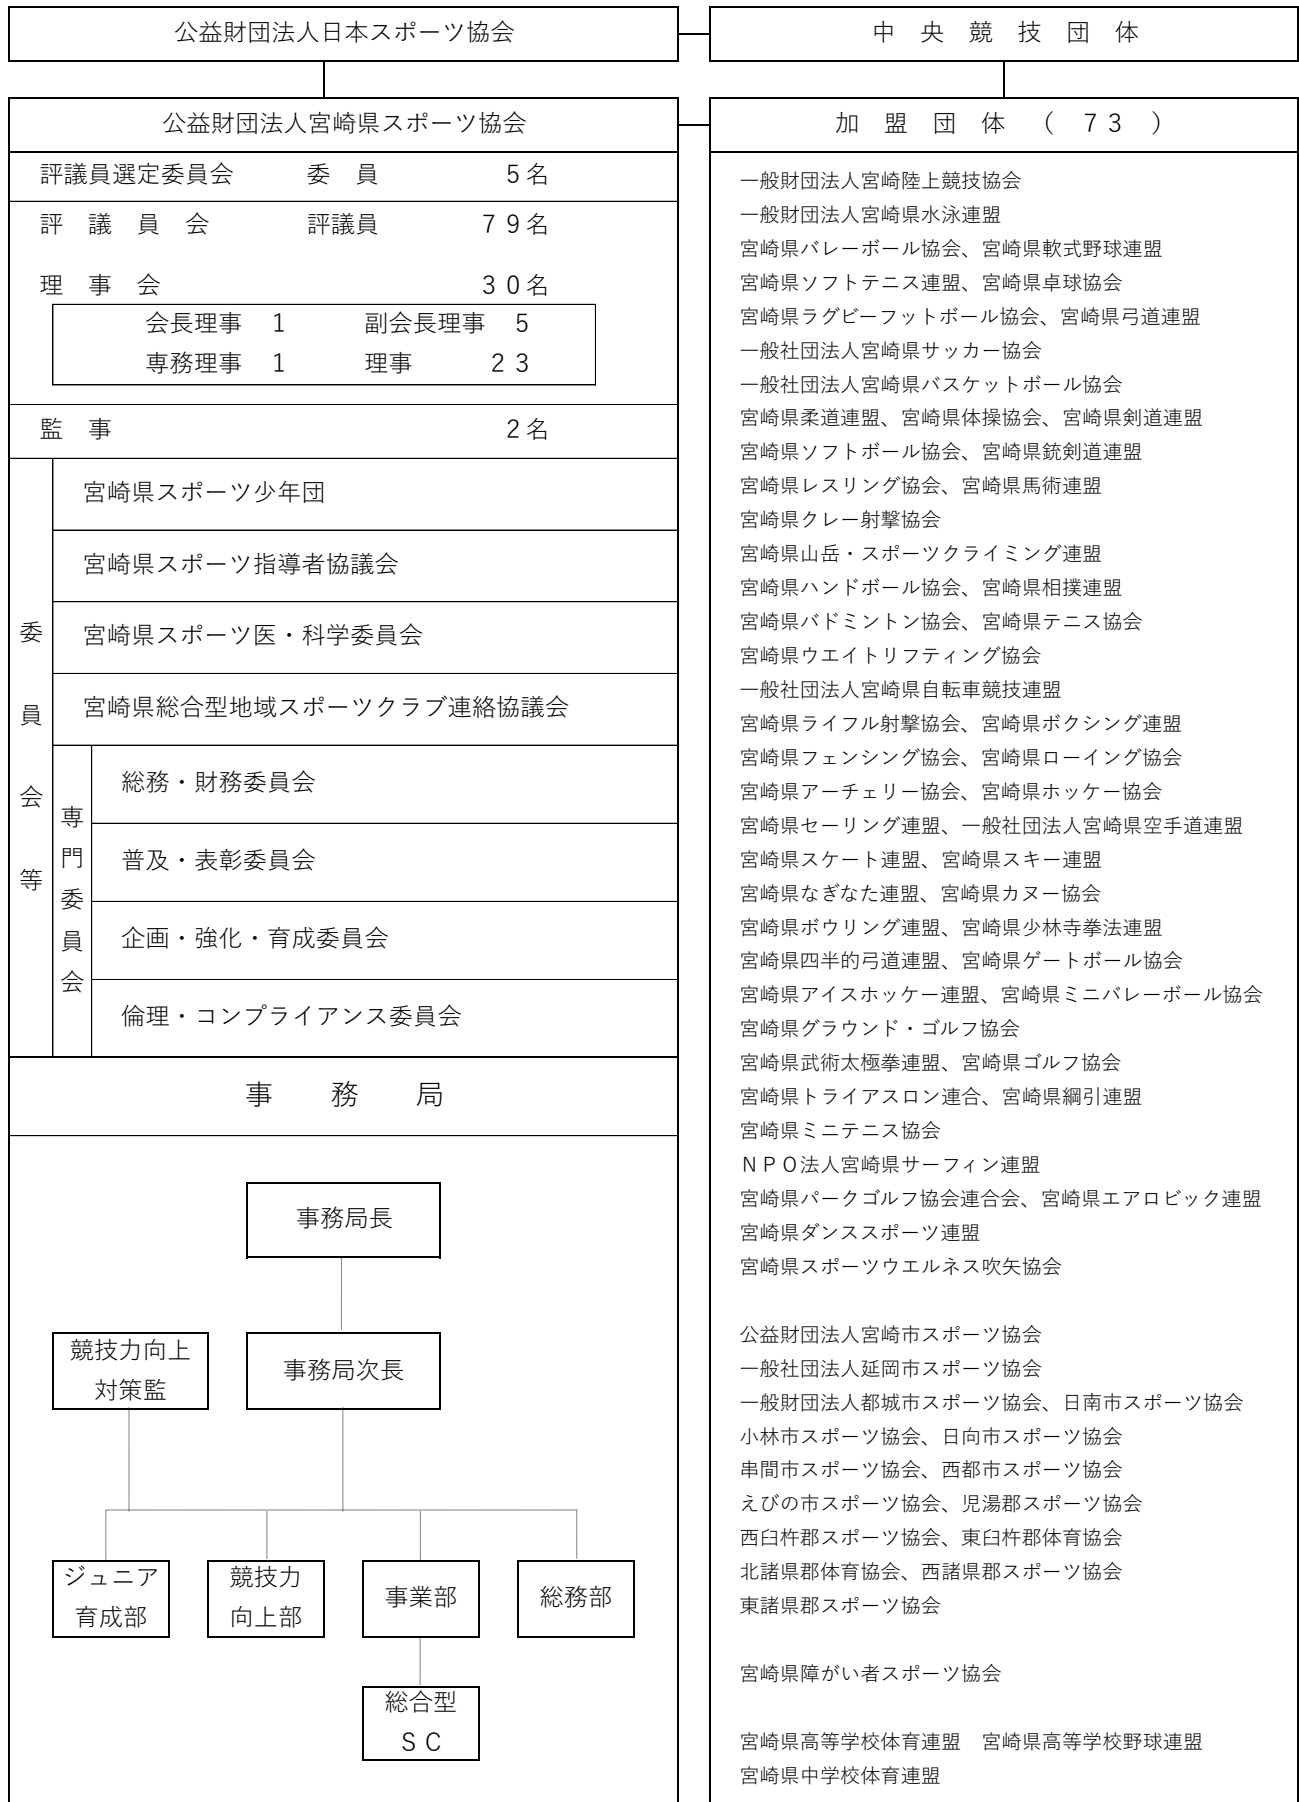 公益財団法人日本スポーツ協会
中　央　競　技　団　体
公益財団法人宮崎県スポーツ協会
評議員選定委員会　委　員　５名
評　議　員　会　評議員　７９名
理　事　会　３０名
会長理事　１　副会長理事　５
専務理事　１　理事　２３
監　事　２名
委員会等
宮崎県スポーツ少年団
宮崎県スポーツ指導者協議会
宮崎県スポーツ医・科学委員会
宮崎県総合型地域スポーツクラブ連絡協議会
専門委員会
総務・財務委員会
普及・表彰委員会
企画・強化・育成委員会
倫理・コンプライアンス委員会
事　務　局
事務局長
競技力向上
対策監
事務局次長
ジュニア
育成部
競技力
向上部
事業部
総務部
総合型
ＳＣ
加　盟　団　体　（　７３　）
一般財団法人宮崎陸上競技協会
一般財団法人宮崎県水泳連盟
宮崎県バレーボール協会、宮崎県軟式野球連盟
宮崎県ソフトテニス連盟、宮崎県卓球協会
宮崎県ラグビーフットボール協会、宮崎県弓道連盟
一般社団法人宮崎県サッカー協会
一般社団法人宮崎県バスケットボール協会
宮崎県柔道連盟、宮崎県体操協会、宮崎県剣道連盟
宮崎県ソフトボール協会、宮崎県銃剣道連盟
宮崎県レスリング協会、宮崎県馬術連盟
宮崎県クレー射撃協会
宮崎県山岳・スポーツクライミング連盟
宮崎県ハンドボール協会、宮崎県相撲連盟
宮崎県バドミントン協会、宮崎県テニス協会
宮崎県ウエイトリフティング協会
一般社団法人宮崎県自転車競技連盟
宮崎県ライフル射撃協会、宮崎県ボクシング連盟
宮崎県フェンシング協会、宮崎県ローイング協会
宮崎県アーチェリー協会、宮崎県ホッケー協会
宮崎県セーリング連盟、一般社団法人宮崎県空手道連盟
宮崎県スケート連盟、宮崎県スキー連盟
宮崎県なぎなた連盟、宮崎県カヌー協会
宮崎県ボウリング連盟、宮崎県少林寺拳法連盟
宮崎県四半的弓道連盟、宮崎県ゲートボール協会
宮崎県アイスホッケー連盟、宮崎県ミニバレーボール協会
宮崎県グラウンド・ゴルフ協会
宮崎県武術太極拳連盟、宮崎県ゴルフ協会
宮崎県トライアスロン連合、宮崎県綱引連盟
宮崎県ミニテニス協会
ＮＰＯ法人宮崎県サーフィン連盟
宮崎県パークゴルフ協会連合会、宮崎県エアロビック連盟
宮崎県ダンススポーツ連盟
宮崎県スポーツウエルネス吹矢協会
公益財団法人宮崎市スポーツ協会
一般社団法人延岡市スポーツ協会
一般財団法人都城市スポーツ協会、日南市スポーツ協会
小林市スポーツ協会、日向市スポーツ協会
串間市スポーツ協会、西都市スポーツ協会
えびの市スポーツ協会、児湯郡スポーツ協会
西臼杵郡スポーツ協会、東臼杵郡体育協会
北諸県郡体育協会、西諸県郡スポーツ協会
東諸県郡スポーツ協会
宮崎県障がい者スポーツ協会
宮崎県高等学校体育連盟　宮崎県高等学校野球連盟
宮崎県中学校体育連盟